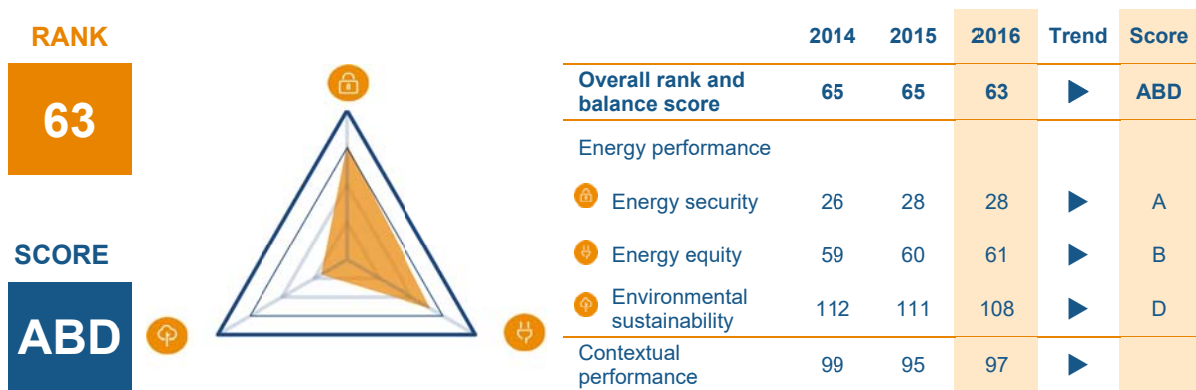 RANK
63
SCORE
ABD
2014 2015 2016 Trend Score
Overall rank and
balance score 65 65 63 ABD
Energy performance
Energy security 26 28 28 A
Energy equity 59 60 61 B
Environmental
sustainability 112 111 108 D
Contextual
performance 99 95 97